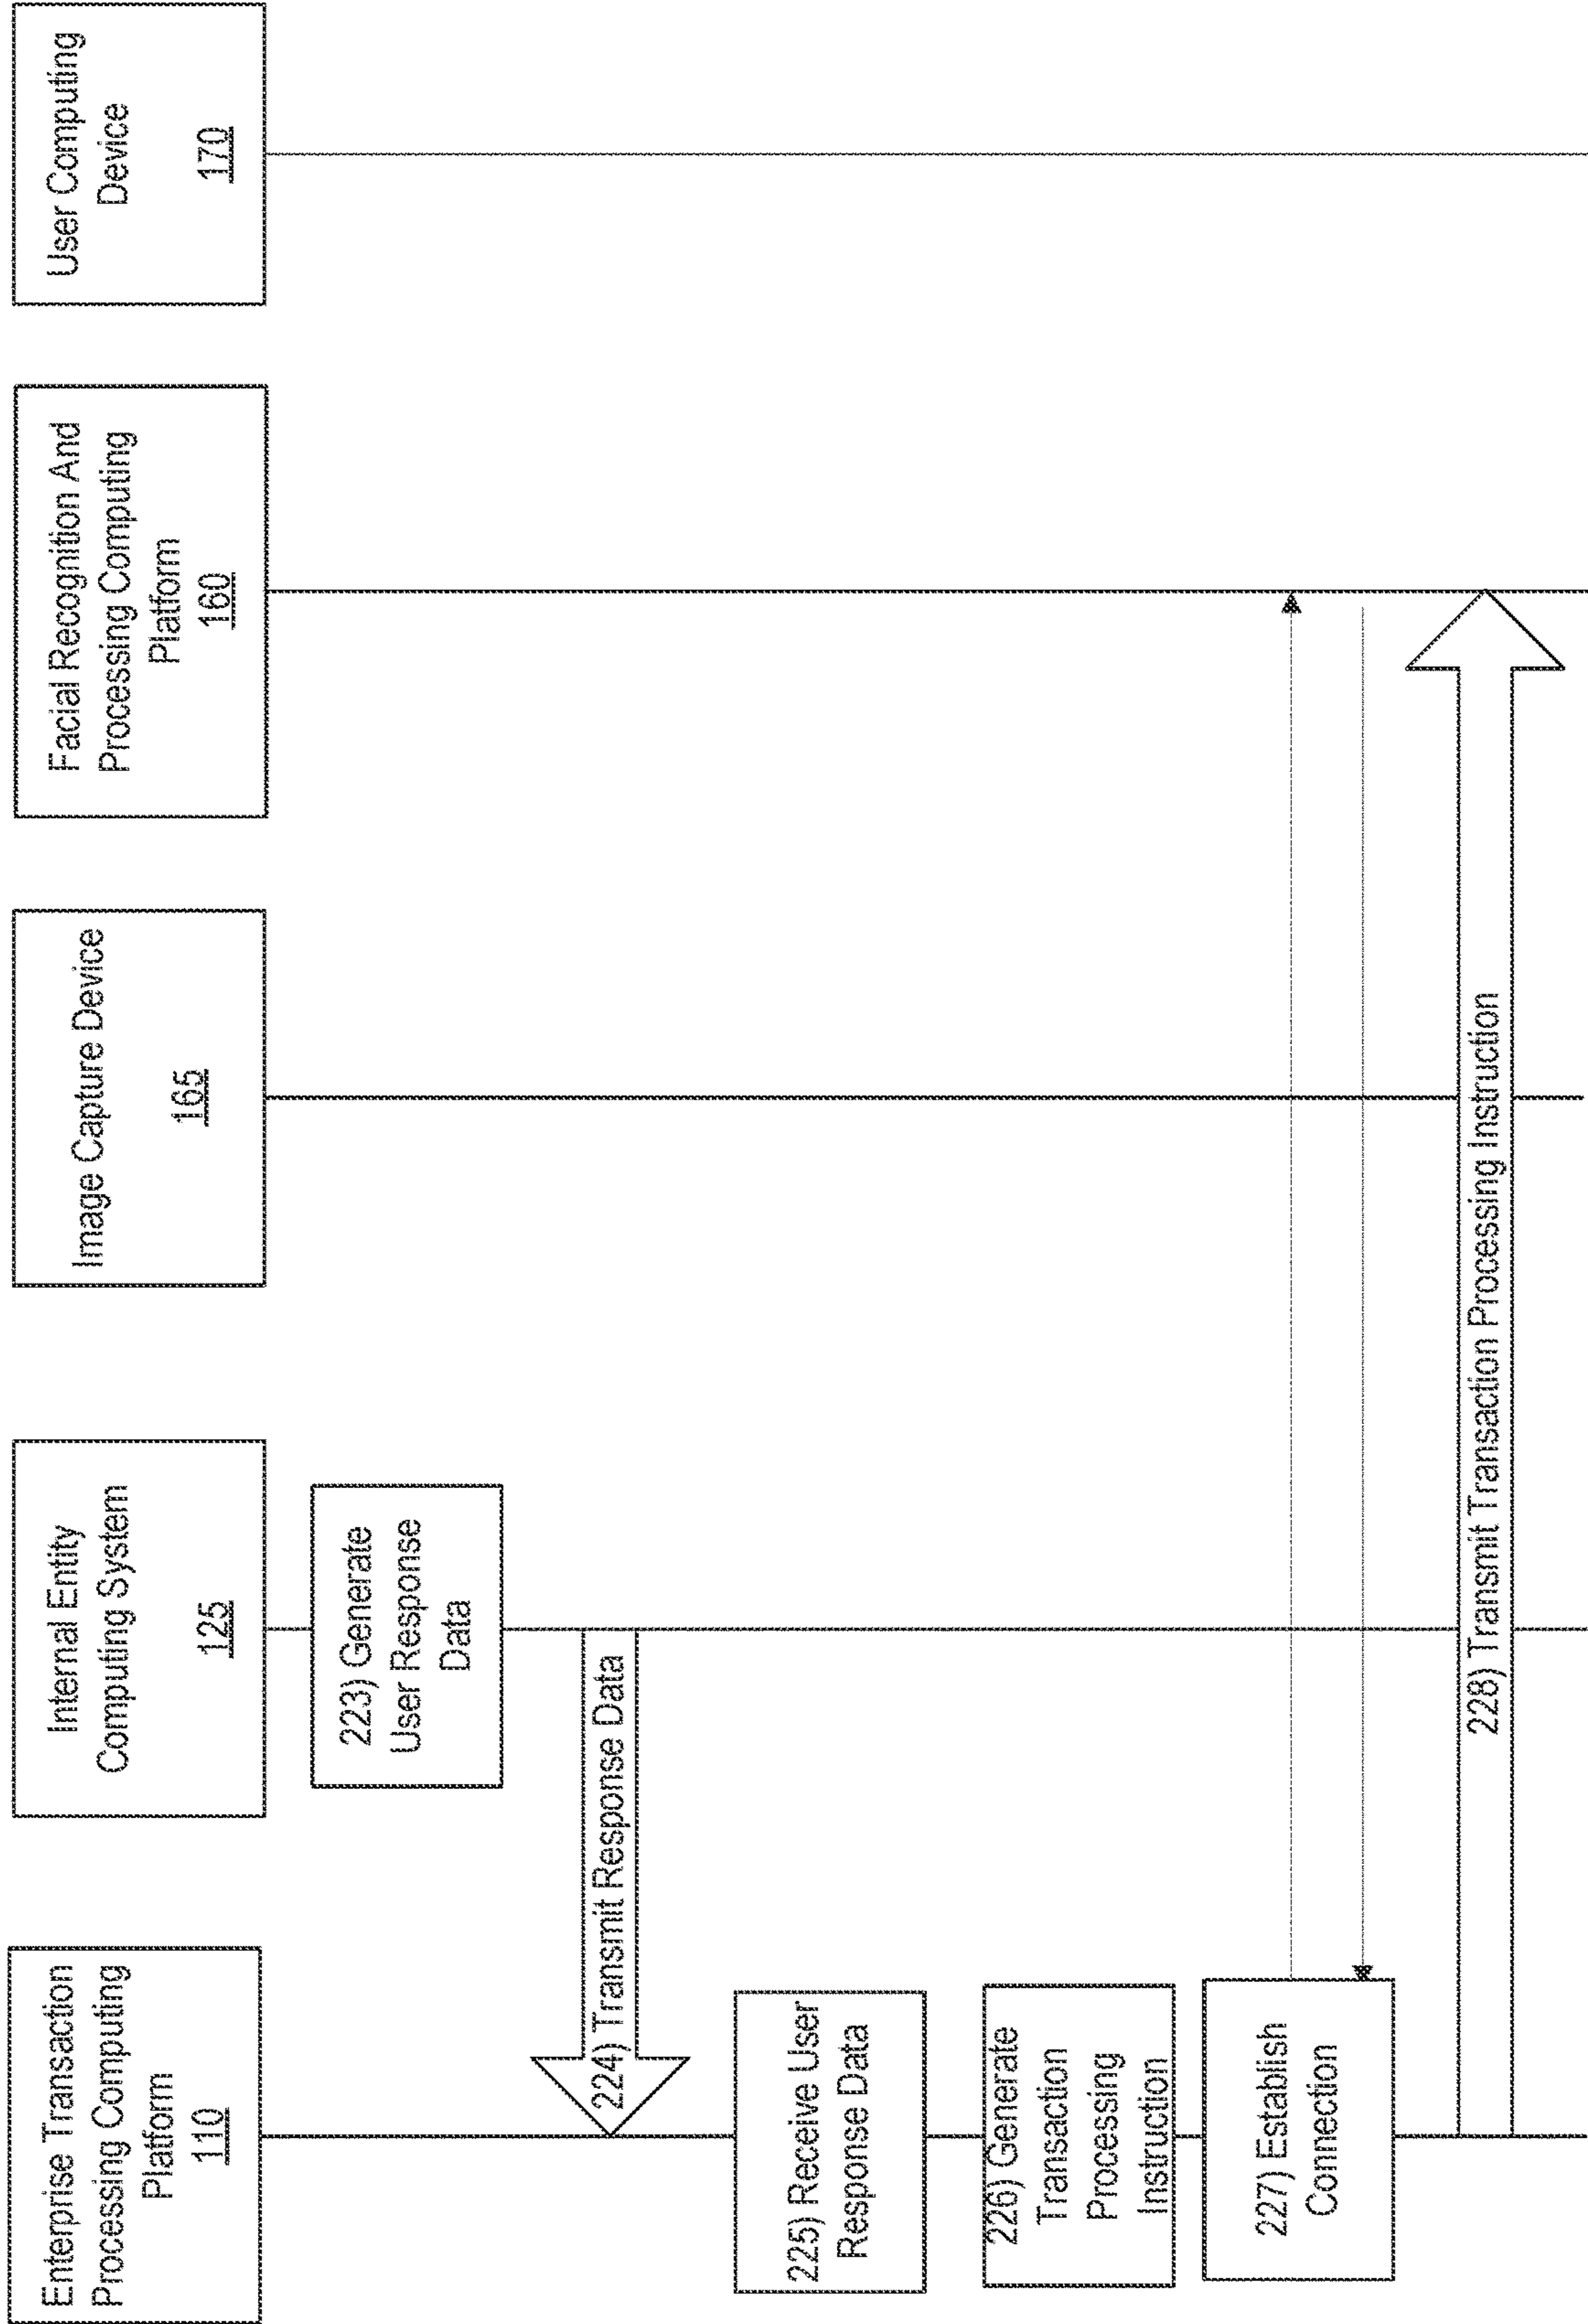 Enterprise Transaction
Processing Computing
Platform
110
Internal Entity
Computing System
125
Image Capture Device
165
Facial Recognition And
Processing Computing
Platform
160
User Computing
Device
170
223) Generate
User Response
Data
224) Transmit Response Data
225) Receive User
Response Data
226) Generate
Transaction
Processing
Instruction
227) Establish
Connection
228) Transmit Transaction Processing Instruction